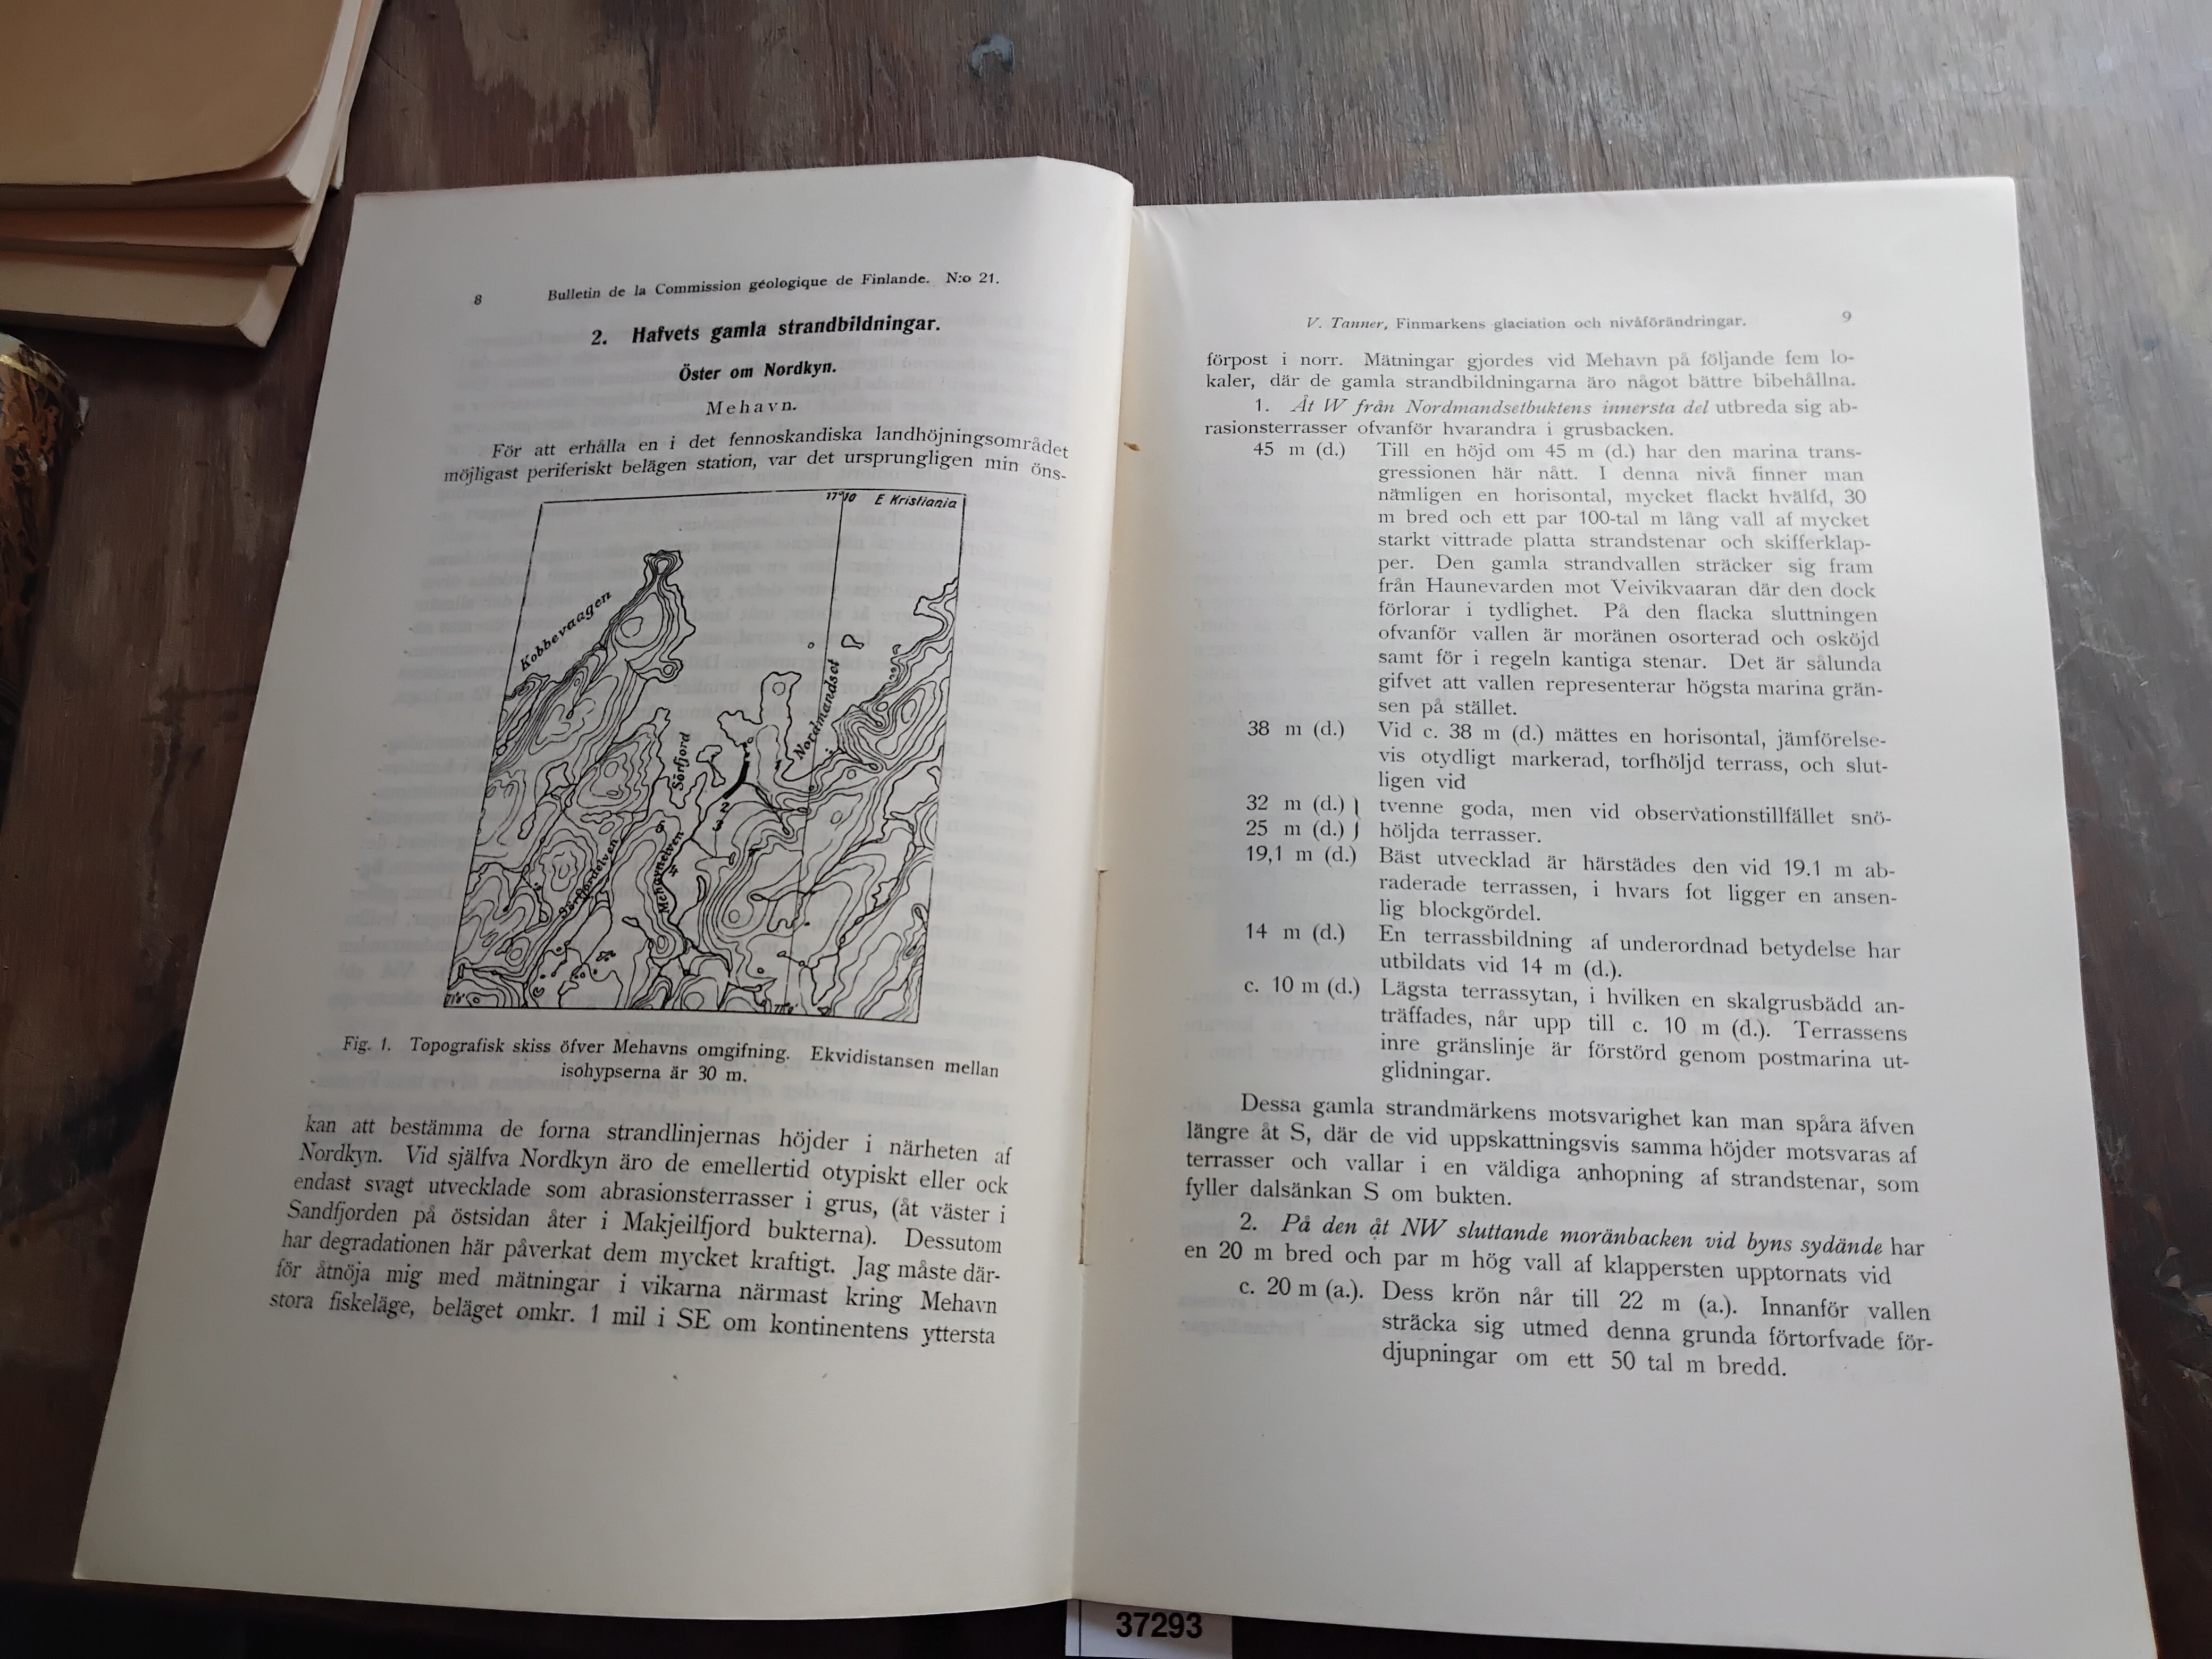 8 Bulletin de la Commission géologique de Finlande. N:o 21.
2. Hafvets gamla strandbildningar.
Öster om Nordkyn.
Mehavn.
För att erhålla en i det fennoskandiska landhöjningsområdet
möjligast periferiskt belägen station, var det ursprungligen min öns-
17°10 E Kristiania
Kobbevaagen
Nordmandset
Sörfjord
1
2
3
5
4
Mehavnelven
Sörfjordelven
Fig. 1. Topografisk skiss öfver Mehavns omgifning. Ekvidistansen mellan
isohypserna är 30 m.
kan att bestämma de forna strandlinjernas höjder i närheten af
Nordkyn. Vid själfva Nordkyn äro de emellertid otypiskt eller ock
endast svagt utvecklade som abrasionsterrasser i grus, (åt väster i
Sandfjorden på östsidan åter i Makjeilfjord bukterna). Dessutom
har degradationen här påverkat dem mycket kraftigt. Jag måste där-
för åtnöja mig med mätningar i vikarna närmast kring Mehavn
stora fiskeläge, beläget omkr. 1 mil i SE om kontinentens yttersta
V. Tanner, Finmarkens glaciation och nivåförändringar. 9
förpost i norr. Mätningar gjordes vid Mehavn på följande fem lo-
kaler, där de gamla strandbildningarna äro något bättre bibehållna.
1. Åt W från Nordmandsetbuktens innersta del utbreda sig ab-
rasionsterrasser ofvanför hvarandra i grusbacken.
45 m (d.) Till en höjd om 45 m (d.) har den marina trans-
gressionen här nått. I denna nivå finner man
nämligen en horisontal, mycket flackt hvälfd, 30
m bred och ett par 100-tal m lång vall af mycket
starkt vittrade platta strandstenar och skifferklap-
per. Den gamla strandvallen sträcker sig fram
från Haunevarden mot Veivikvaaran där den dock
förlorar i tydlighet. På den flacka sluttningen
ofvanför vallen är moränen osorterad och osköjd
samt för i regeln kantiga stenar. Det är sålunda
gifvet att vallen representerar högsta marina grän-
sen på stället.
38 m (d.) Vid c. 38 m (d.) mättes en horisontal, jämförelse-
vis otydligt markerad, torfhöljd terrass, och slut-
ligen vid
32 m (d.) } tvenne goda, men vid observationstillfället snö-
25 m (d.) } höljda terrasser.
19,1 m (d.) Bäst utvecklad är härstädes den vid 19.1 m ab-
raderade terrassen, i hvars fot ligger en ansen-
lig blockgördel.
14 m (d.) En terrassbildning af underordnad betydelse har
utbildats vid 14 m (d.).
c. 10 m (d.) Lägsta terrassytan, i hvilken en skalgrusbädd an-
träffades, når upp till c. 10 m (d.). Terrassens
inre gränslinje är förstörd genom postmarina ut-
glidningar.
Dessa gamla strandmärkens motsvarighet kan man spåra äfven
längre åt S, där de vid uppskattningsvis samma höjder motsvaras af
terrasser och vallar i en väldiga anhopning af strandstenar, som
fyller dalsänkan S om bukten.
2. På den åt NW sluttande moränbacken vid byns sydände har
en 20 m bred och par m hög vall af klappersten upptornats vid
c. 20 m (a.). Dess krön når till 22 m (a.). Innanför vallen
sträcka sig utmed denna grunda förtorfvade för-
djupningar om ett 50 tal m bredd.
37293